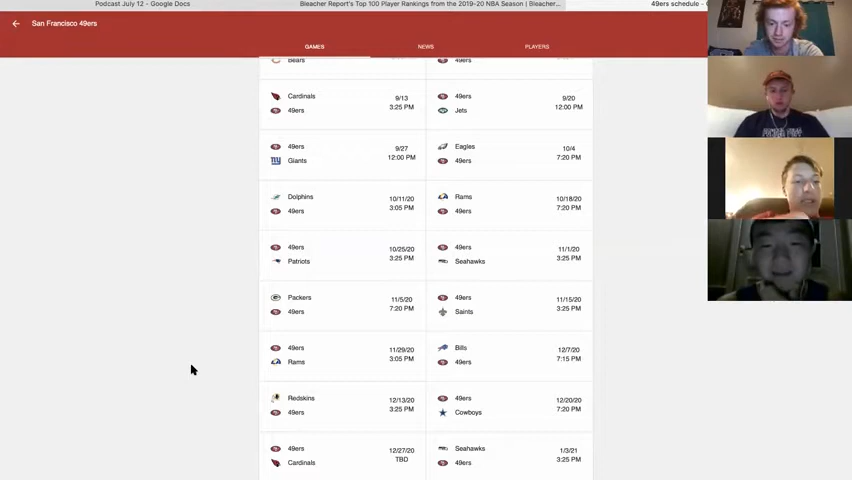 Podcast July 12 - Google Docs
Bleacher Report's Top 100 Player Rankings from the 2019-20 NBA Season | Bleacher...
49ers schedule -
San Francisco 49ers
GAMES NEWS PLAYERS
Bears 49ers
Cardinals 9/13 49ers 9/20
49ers 3:25 PM Jets 12:00 PM
49ers 9/27 Eagles 10/4
Giants 12:00 PM 49ers 7:20 PM
Dolphins 10/11/20 Rams 10/18/20
49ers 3:05 PM 49ers 7:20 PM
49ers 10/25/20 49ers 11/1/20
Patriots 3:25 PM Seahawks 3:25 PM
Packers 11/5/20 49ers 11/15/20
49ers 7:20 PM Saints 3:25 PM
49ers 11/29/20 Bills 12/7/20
Rams 3:05 PM 49ers 7:15 PM
Redskins 12/13/20 49ers 12/20/20
49ers 3:25 PM Cowboys 7:20 PM
49ers 12/27/20 Seahawks 1/3/21
Cardinals TBD 49ers 3:25 PM